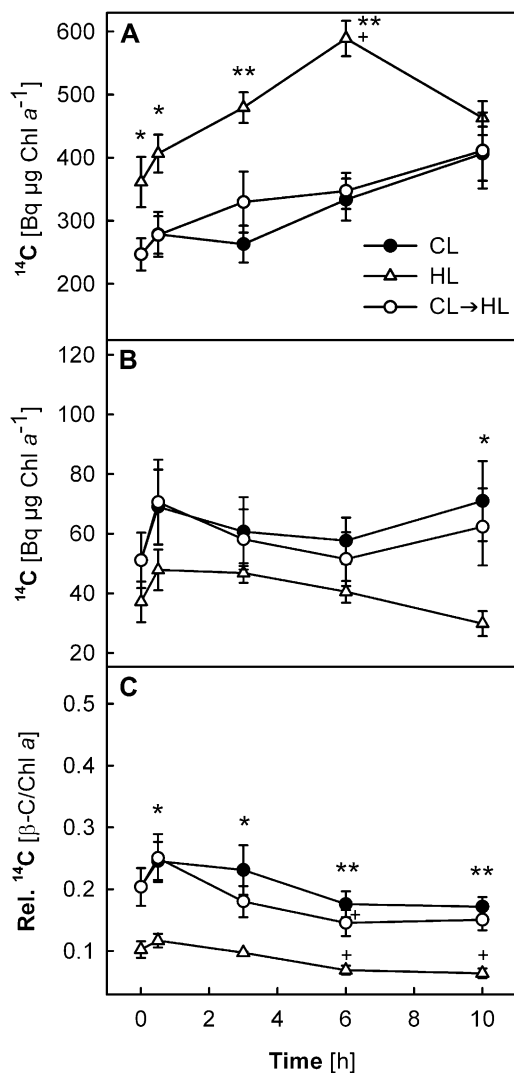 A
600
500
400
300
200
¹⁴C [Bq µg Chl a⁻¹]
*
*
**
**
+
CL
HL
CL→HL
B
120
100
80
60
40
20
¹⁴C [Bq µg Chl a⁻¹]
*
C
0.5
0.4
0.3
0.2
0.1
Rel. ¹⁴C [β-C/Chl a]
*
*
**
**
+
+
+
0 2 4 6 8 10
Time [h]